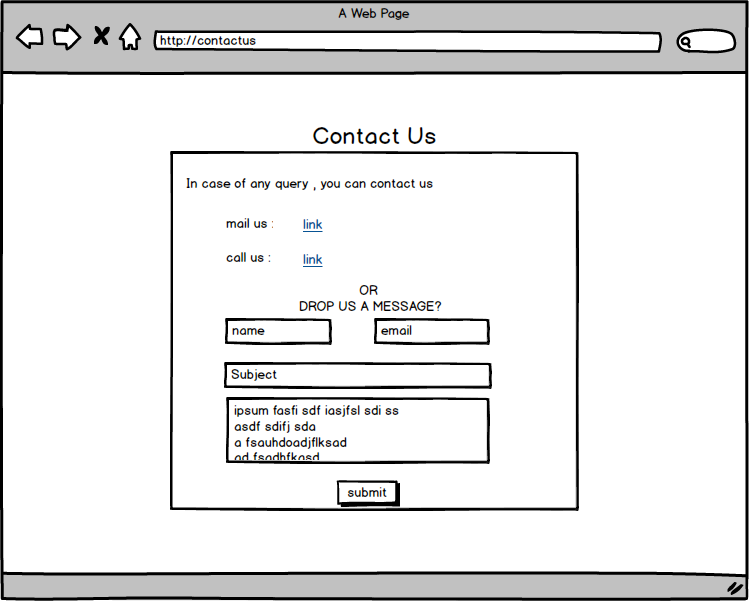 A Web Page
http://contactus
Contact Us
In case of any query , you can contact us
mail us : link
call us : link
OR
DROP US A MESSAGE?
name email
Subject
ipsum fasfi sdf iasjfsl sdi ss
asdf sdifj sda
a fsauhdoadjflksad
ad fsadhfkasd
submit